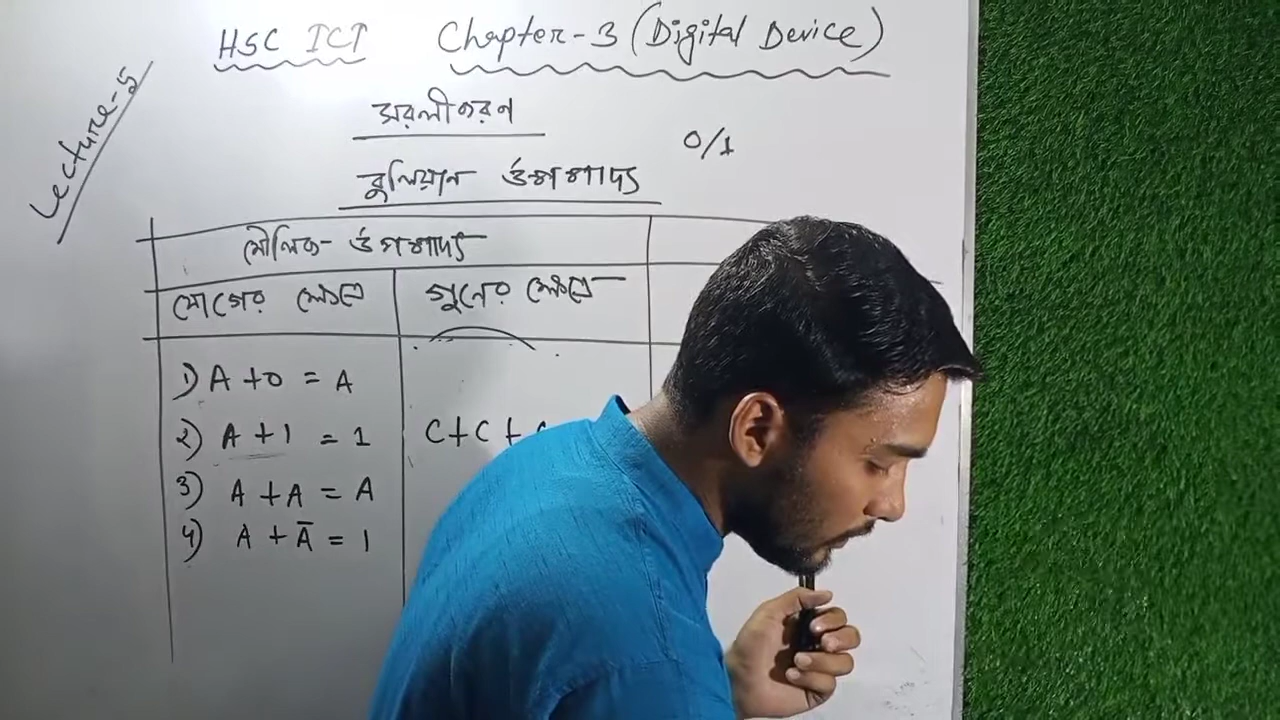 HSC ICT Chapter-3 (Digital Device)
Lecture-5
সরলীকরণ
0/1
বুলিয়ান উপপাদ্য
মৌলিক উপপাদ্য
যোগের ক্ষেত্রে
গুনের ক্ষেত্রে
1) A + 0 = A
2) A + 1 = 1
C + C +
3) A + A = A
4) A + Ā = 1